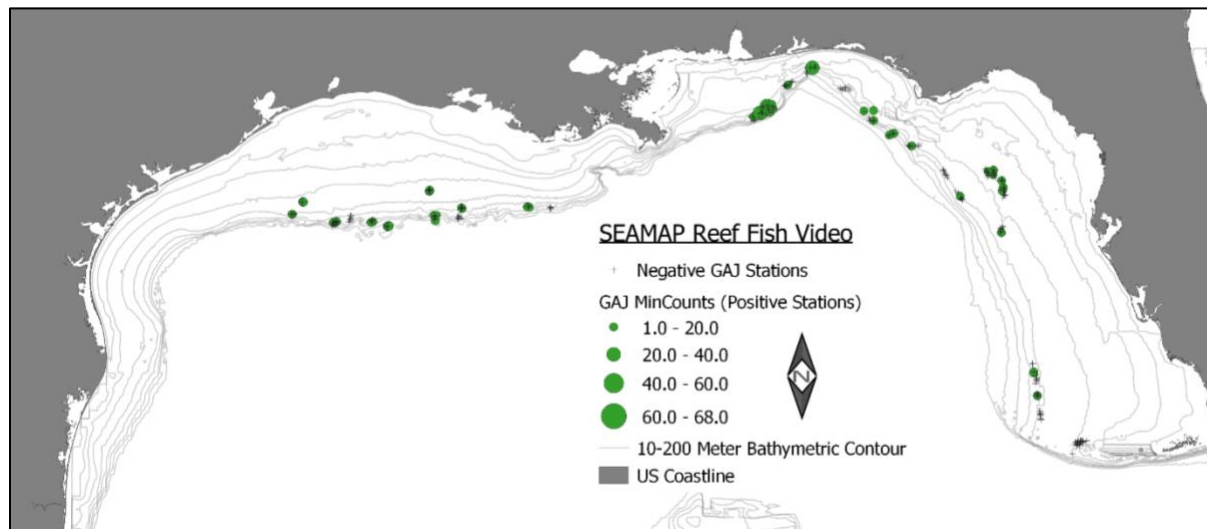 SEAMAP Reef Fish Video
Negative GAJ Stations
GAJ MinCounts (Positive Stations)
1.0 - 20.0
20.0 - 40.0
40.0 - 60.0
60.0 - 68.0
N
10-200 Meter Bathymetric Contour
US Coastline